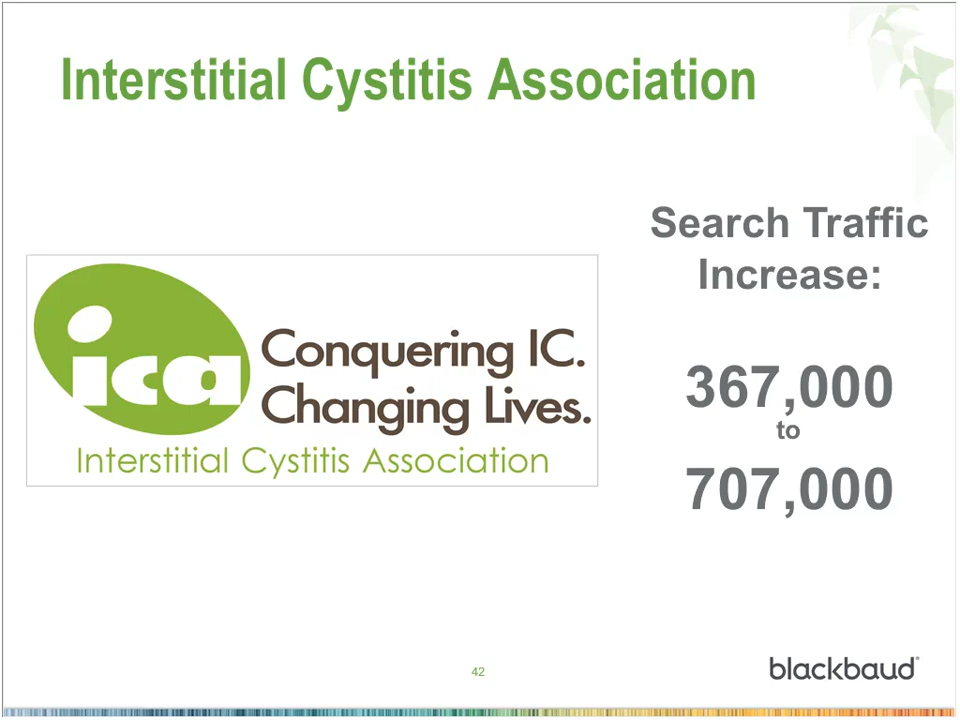 Interstitial Cystitis Association
Search Traffic
Increase:
367,000
to
707,000
ica
Conquering IC.
Changing Lives.
Interstitial Cystitis Association
42
blackbaud®